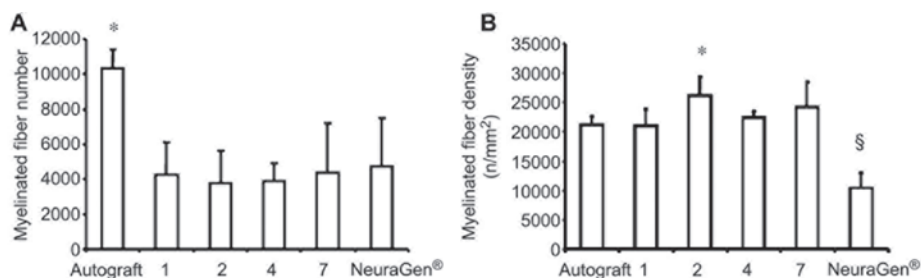 A
Myelinated fiber number
*
12000
10000
8000
6000
4000
2000
0
Autograft 1 2 4 7 NeuraGen®
B
Myelinated fiber density
(n/mm²)
*
§
35000
30000
25000
20000
15000
10000
5000
0
Autograft 1 2 4 7 NeuraGen®